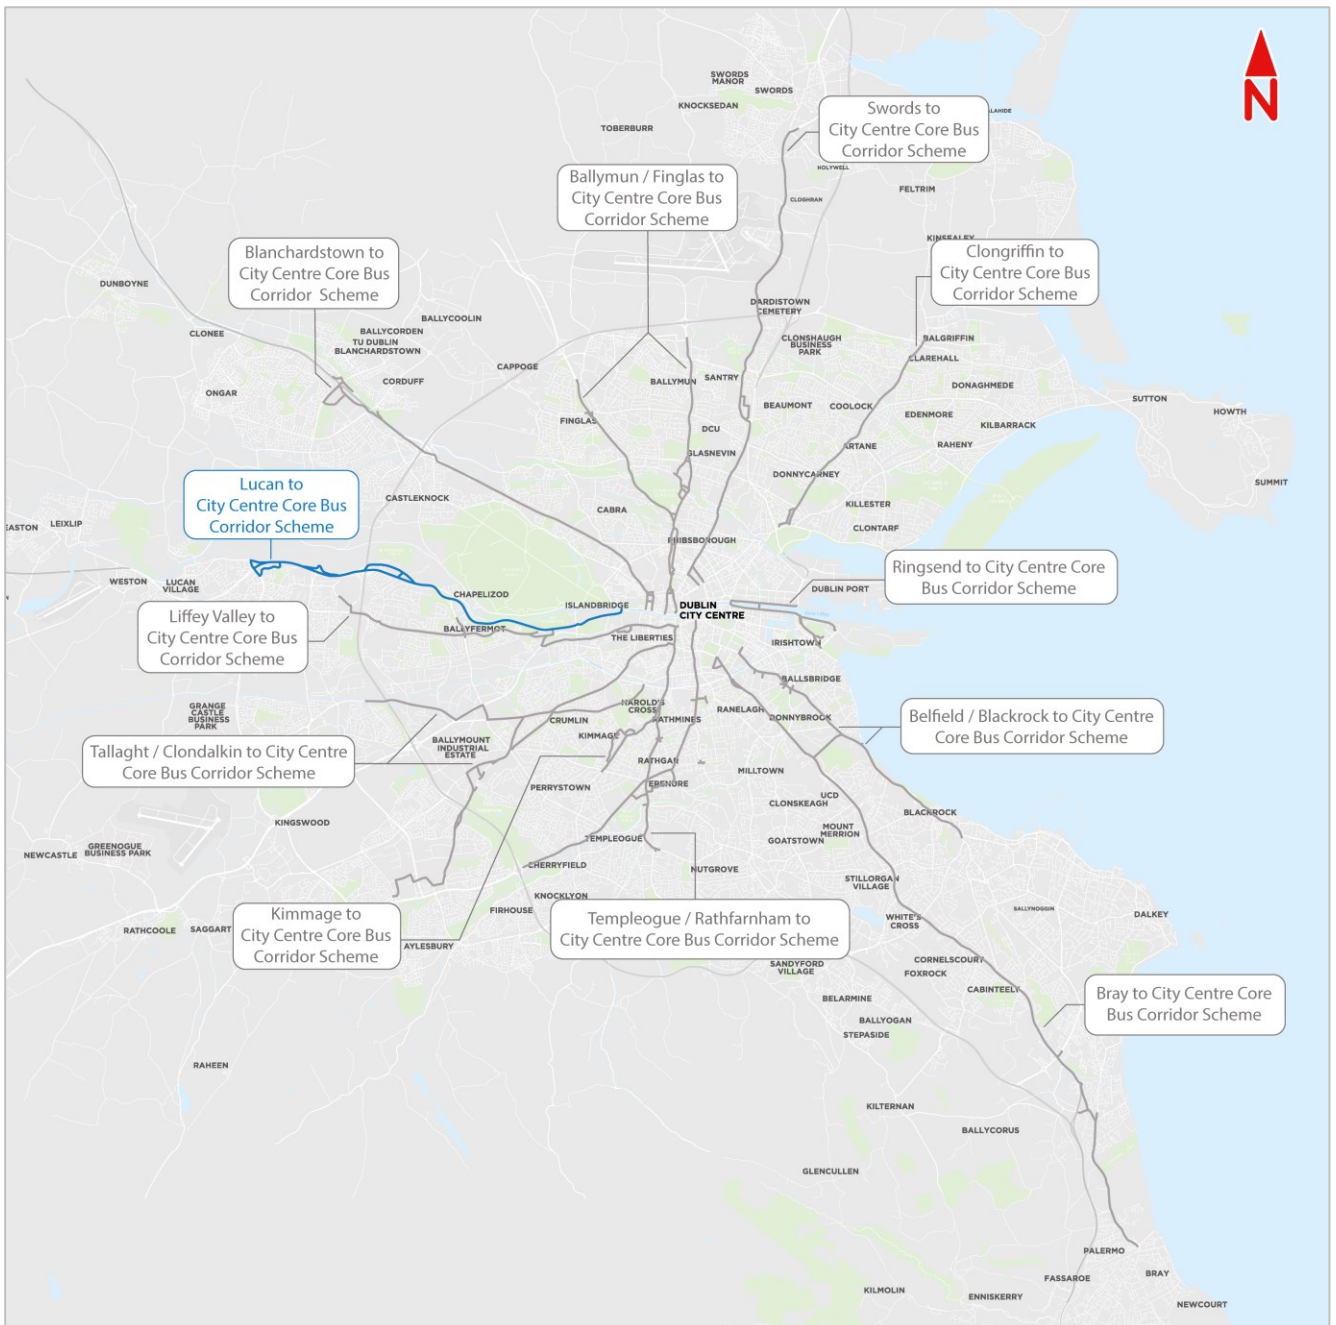 SWORDS
MANOR
SWORDS
KNOCKSEDAN
TOBERBURR
N
Swords to
City Centre Core Bus
Corridor Scheme
HOLYWELL
FELTRIM
CLOGHRAN
Ballymun / Finglas to
City Centre Core Bus
Corridor Scheme
KINSEALEY
Clongriffin to
City Centre Core Bus
Corridor Scheme
Blanchardstown to
City Centre Core Bus
Corridor Scheme
DUNBOYNE
DARDISTOWN
CEMETERY
BALLYCOOLIN
CLONEE
BALLYCORDEN
TU DUBLIN
BLANCHARDSTOWN
CLONSHAUGH
BUSINESS
PARK
BALGRIFFIN
CLAREHALL
CAPPOGE
CORDUFF
ONGAR
BALLYMUN
SANTRY
DONAGHMEDE
SUTTON
HOWTH
BEAUMONT
COOLOCK
EDENMORE
KILBARRACK
FINGLAS
DCU
ARTANE
RAHENY
GLASNEVIN
DONNYCARNEY
SUMMIT
Lucan to
City Centre Core Bus
Corridor Scheme
CASTLEKNOCK
CABRA
KILLESTER
CLONTARF
LEIXLIP
EASTON
PHIBSBOROUGH
Ringsend to City Centre Core
Bus Corridor Scheme
DUBLIN PORT
WESTON
LUCAN
VILLAGE
CHAPELIZOD
ISLANDBRIDGE
DUBLIN
CITY CENTRE
Liffey Valley to
City Centre Core Bus
Corridor Scheme
BALLYFERMOT
THE LIBERTIES
IRISHTOWN
BALLSBRIDGE
GRANGE
CASTLE
BUSINESS
PARK
HAROLD'S
CROSS
RATHMINES
RANELAGH
DONNYBROOK
CRUMLIN
KIMMAGE
Belfield / Blackrock to City Centre
Core Bus Corridor Scheme
BALLYMOUNT
INDUSTRIAL
ESTATE
Tallaght / Clondalkin to City Centre
Core Bus Corridor Scheme
RATHGAR
MILLTOWN
PERRYSTOWN
TERENURE
UCD
CLONSKEAGH
BLACKROCK
KINGSWOOD
MOUNT
MERRION
GOATSTOWN
TEMPLEOGUE
NEWCASTLE
GREENOGUE
BUSINESS PARK
CHERRYFIELD
NUTGROVE
STILLORGAN
VILLAGE
KNOCKLYON
FIRHOUSE
BALLYNOGGIN
DALKEY
WHITE'S
CROSS
RATHCOOLE
SAGGART
Kimmage to
City Centre Core Bus
Corridor Scheme
AYLESBURY
Templeogue / Rathfarnham to
City Centre Core Bus Corridor Scheme
SANDYFORD
VILLAGE
CORNELSCOURT
FOXROCK
CABINTEELY
BELARMINE
Bray to City Centre Core
Bus Corridor Scheme
BALLYOGAN
STEPASIDE
RAHEEN
KILTERNAN
BALLYCORUS
GLENCULLEN
PALERMO
BRAY
FASSAROE
KILMOLIN
ENNISKERRY
NEWCOURT